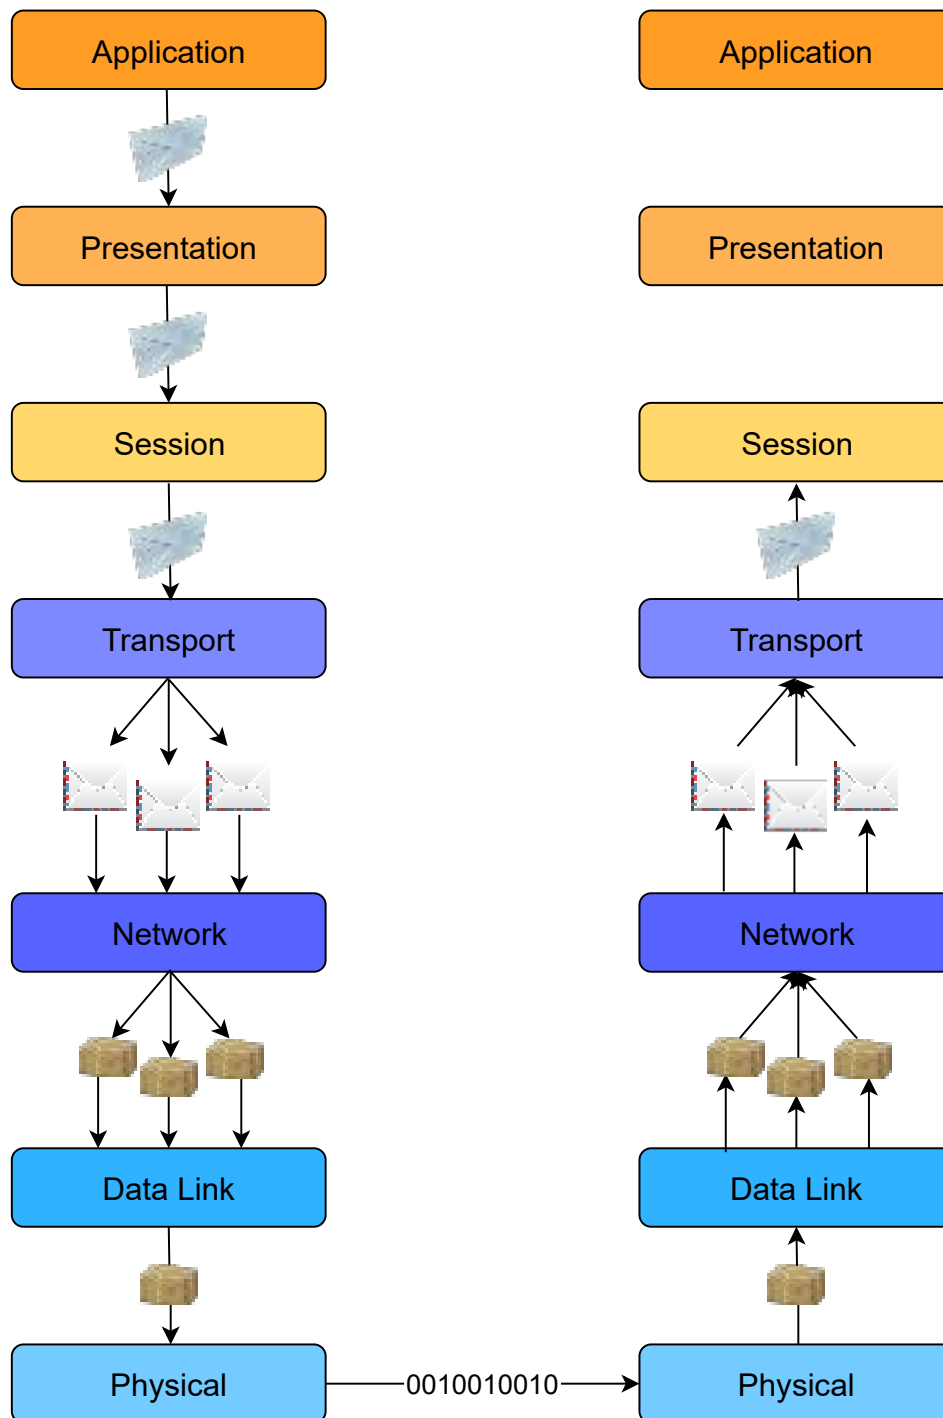 Application
Application
Presentation
Presentation
Session
Session
Transport
Transport
Network
Network
Data Link
Data Link
Physical
0010010010
Physical